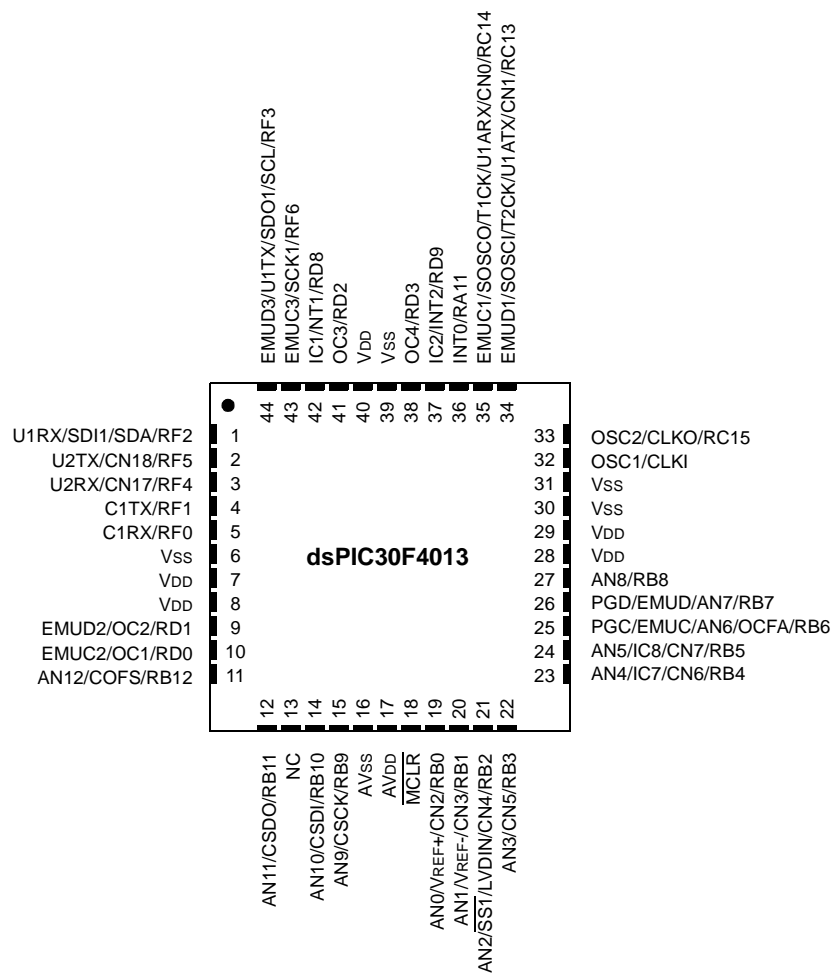 EMUD3/U1TX/SDO1/SCL/RF3
EMUC3/SCK1/RF6
IC1/NT1/RD8
OC3/RD2
VDD
VSS
OC4/RD3
IC2/INT2/RD9
INT0/RA11
EMUC1/SOSCO/T1CK/U1ARX/CN0/RC14
EMUD1/SOSCI/T2CK/U1ATX/CN1/RC13
44
43
42
41
40
39
38
37
36
35
34
U1RX/SDI1/SDA/RF2 1
U2TX/CN18/RF5 2
U2RX/CN17/RF4 3
C1TX/RF1 4
C1RX/RF0 5
VSS 6
VDD 7
VDD 8
EMUD2/OC2/RD1 9
EMUC2/OC1/RD0 10
AN12/COFS/RB12 11
dsPIC30F4013
33 OSC2/CLKO/RC15
32 OSC1/CLKI
31 VSS
30 VSS
29 VDD
28 VDD
27 AN8/RB8
26 PGD/EMUD/AN7/RB7
25 PGC/EMUC/AN6/OCFA/RB6
24 AN5/IC8/CN7/RB5
23 AN4/IC7/CN6/RB4
12
13
14
15
16
17
18
19
20
21
22
AN11/CSDO/RB11
NC
AN10/CSDI/RB10
AN9/CSCK/RB9
AVSS
AVDD
MCLR
AN0/VREF+/CN2/RB0
AN1/VREF-/CN3/RB1
AN2/SS1/LVDIN/CN4/RB2
AN3/CN5/RB3